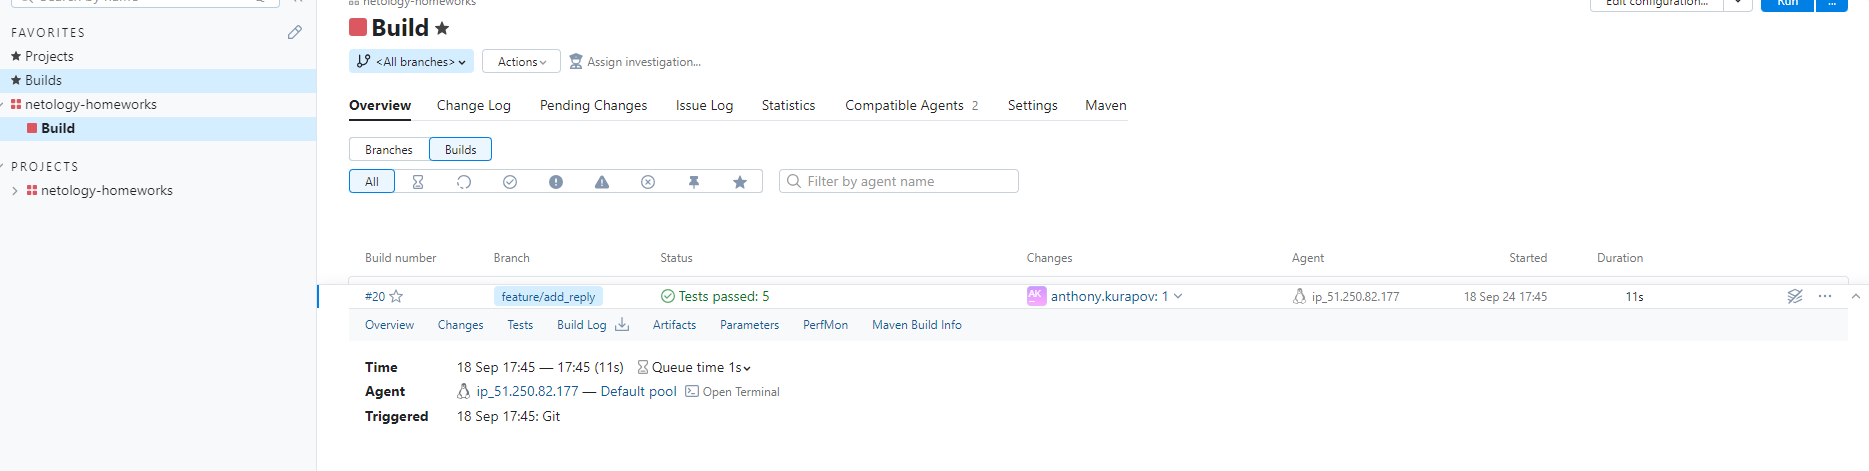 netology-homeworks
Edit configuration...
Run
...
FAVORITES
Build
Projects
<All branches>
Actions
Assign investigation...
Builds
netology-homeworks
Build
Overview
Change Log
Pending Changes
Issue Log
Statistics
Compatible Agents 2
Settings
Maven
Branches
Builds
PROJECTS
netology-homeworks
All
Filter by agent name
Build number
Branch
Status
Changes
Agent
Started
Duration
#20
feature/add_reply
Tests passed: 5
AK
anthony.kurapov: 1
ip_51.250.82.177
18 Sep 24 17:45
11s
Overview
Changes
Tests
Build Log
Artifacts
Parameters
PerfMon
Maven Build Info
Time
18 Sep 17:45 — 17:45 (11s)
Queue time 1s
Agent
ip_51.250.82.177 — Default pool
Open Terminal
Triggered
18 Sep 17:45: Git